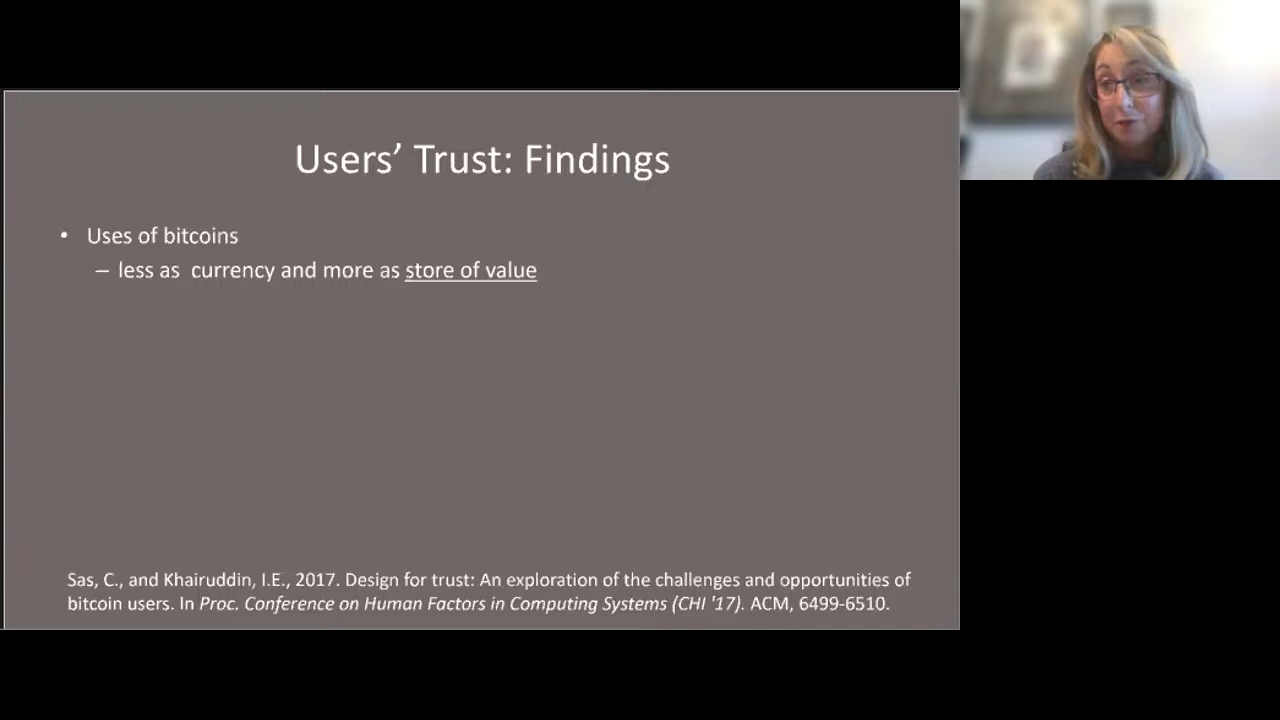 Users’ Trust: Findings
• Uses of bitcoins
– less as currency and more as store of value
Sas, C., and Khairuddin, I.E., 2017. Design for trust: An exploration of the challenges and opportunities of
bitcoin users. In Proc. Conference on Human Factors in Computing Systems (CHI '17). ACM, 6499-6510.